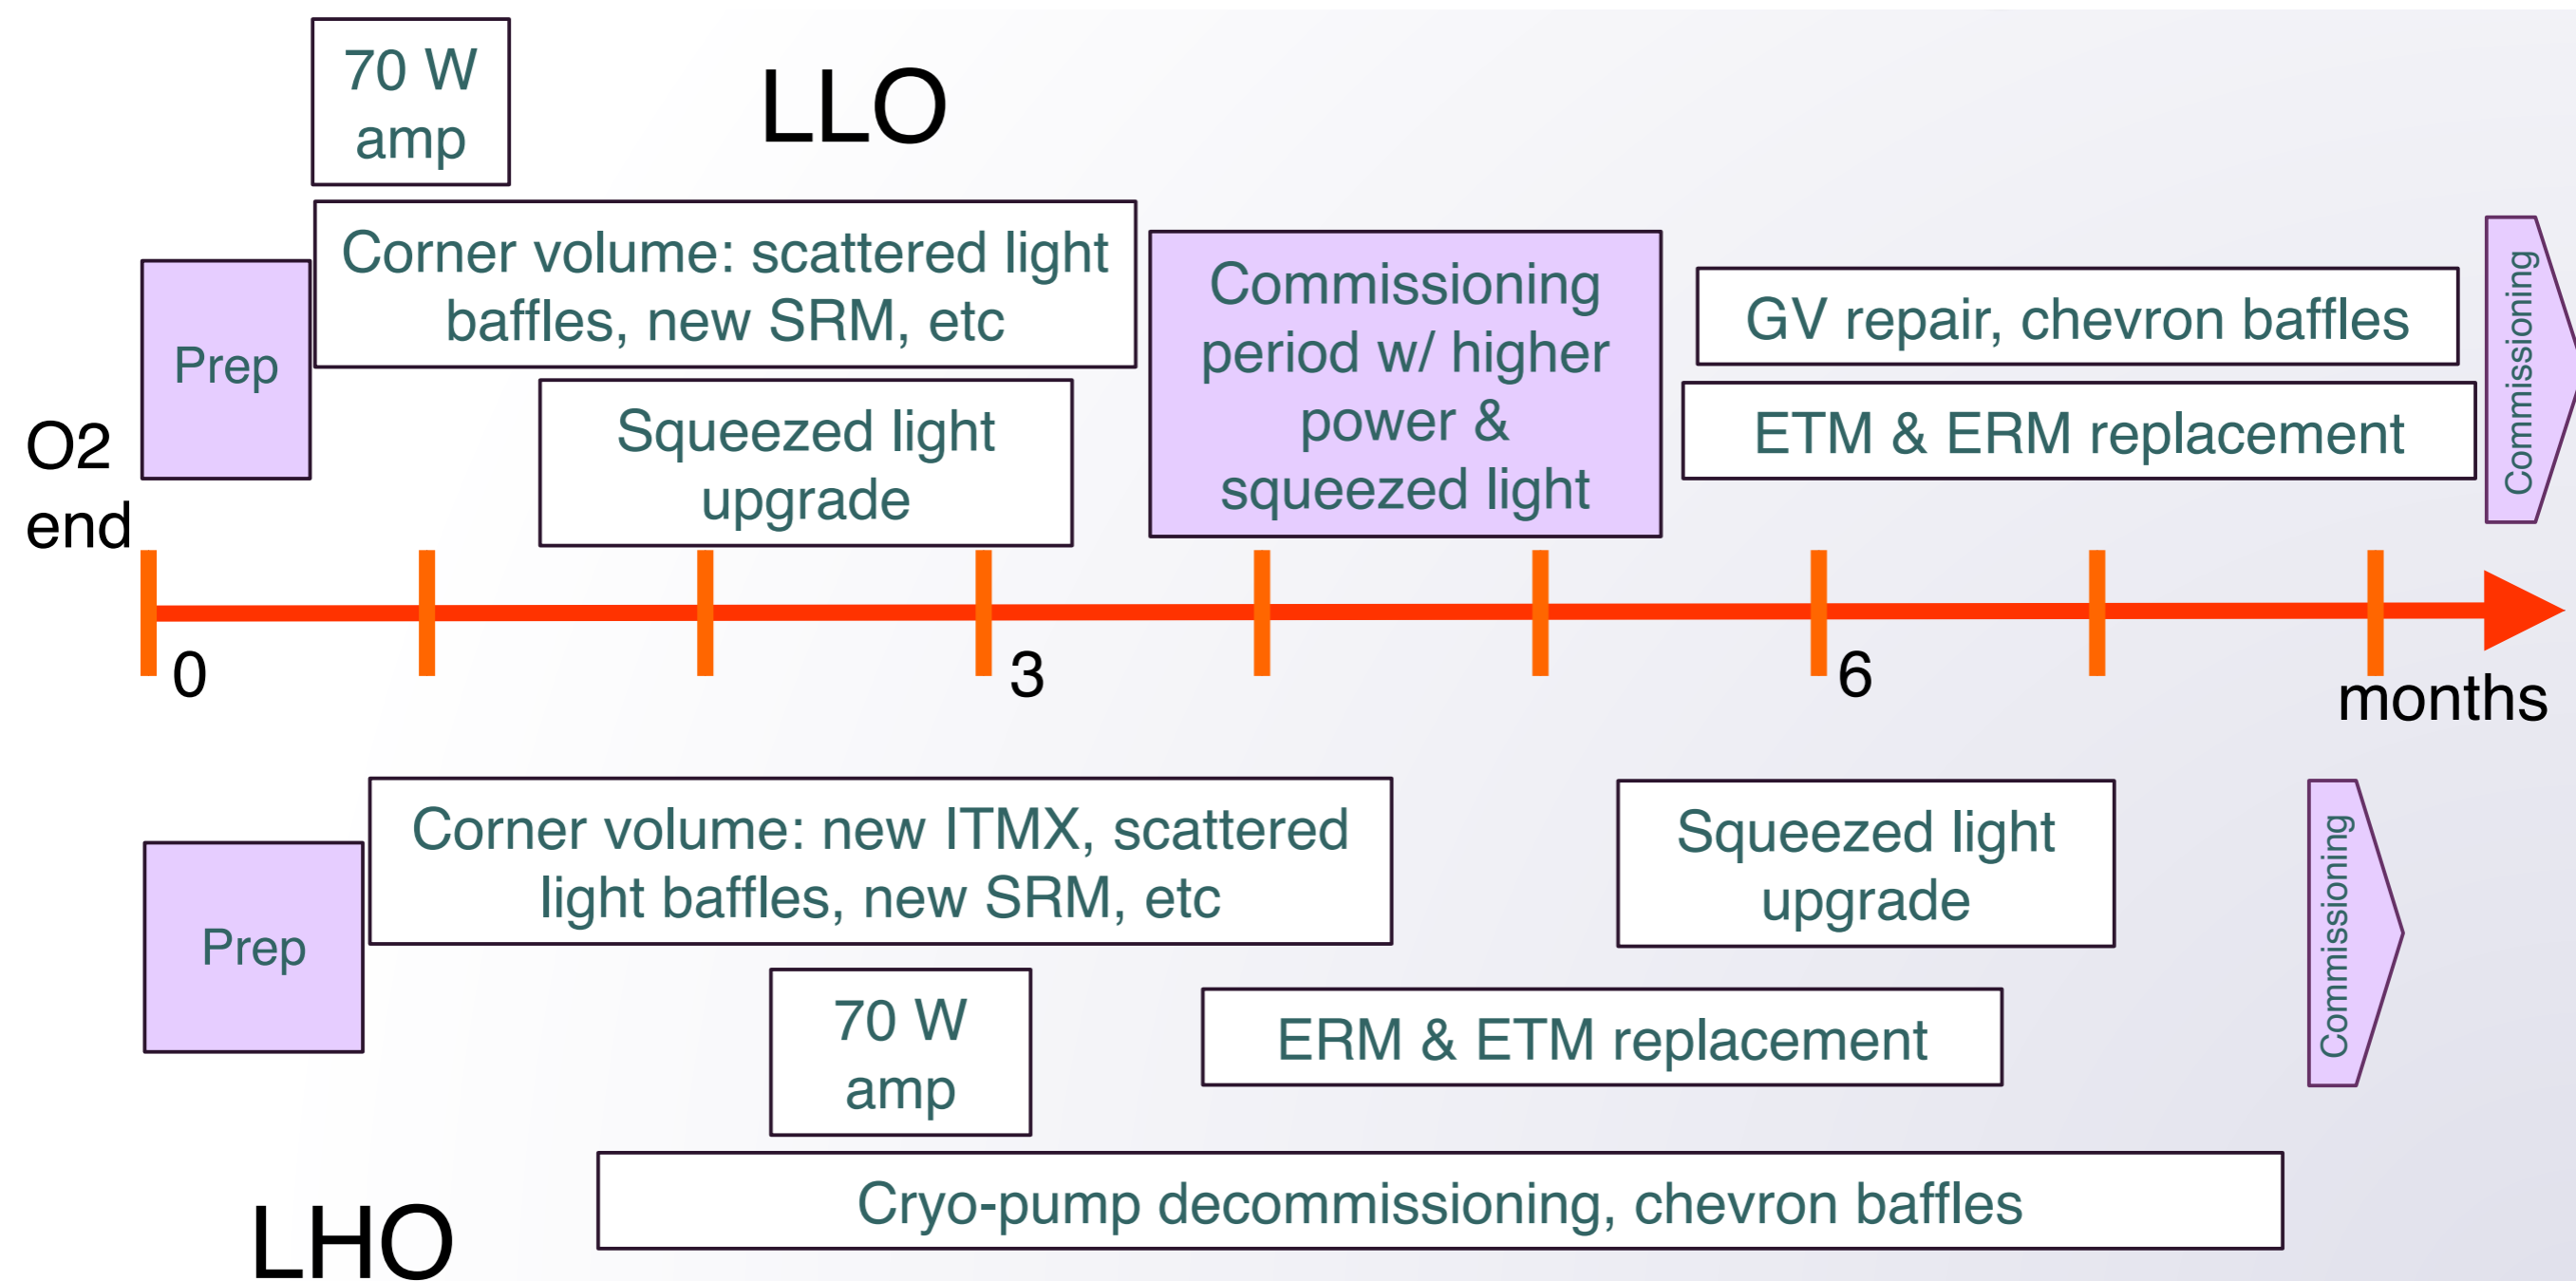 70 W
amp
LLO
Corner volume: scattered light
baffles, new SRM, etc
Prep
Squeezed light
upgrade
Commissioning
period w/ higher
power &
squeezed light
GV repair, chevron baffles
ETM & ERM replacement
Commissioning
O2
end
0
3
6
months
Corner volume: new ITMX, scattered
light baffles, new SRM, etc
Prep
Squeezed light
upgrade
Commissioning
70 W
amp
ERM & ETM replacement
Cryo-pump decommissioning, chevron baffles
LHO